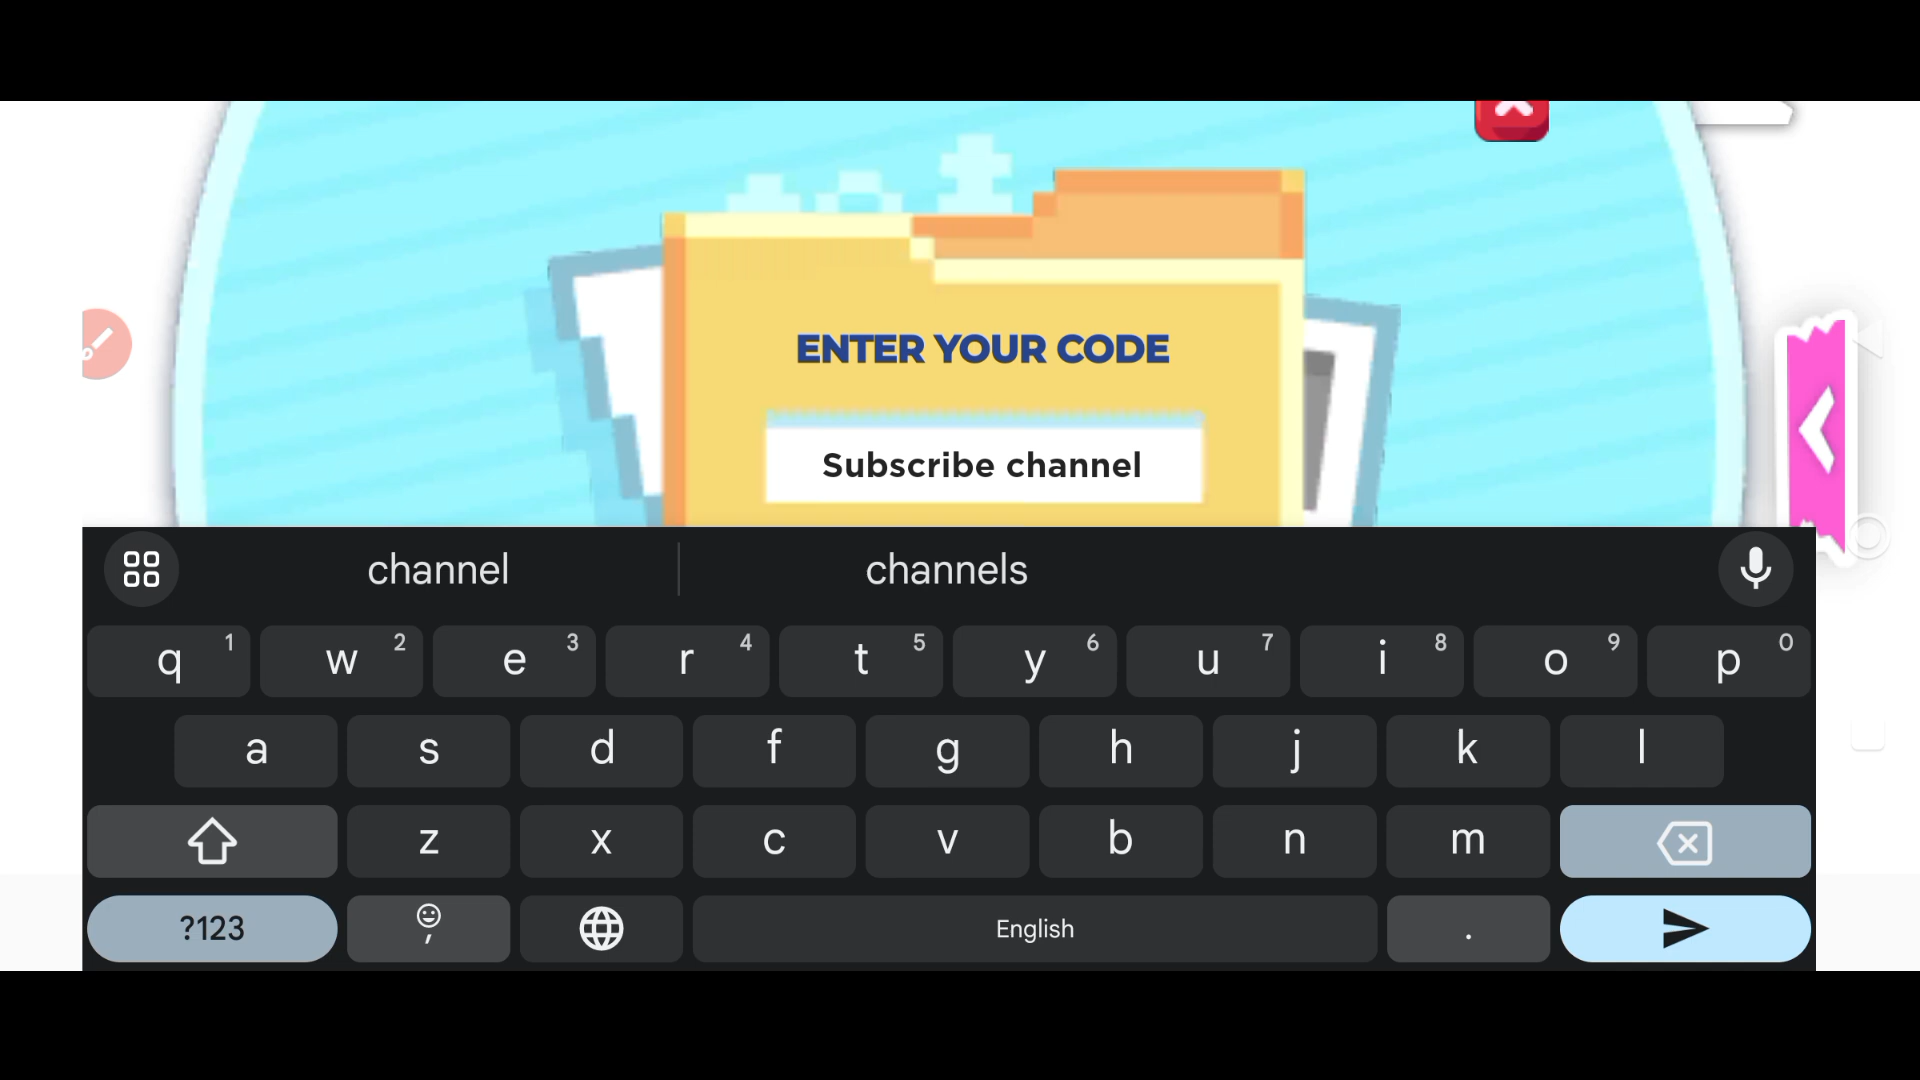 ENTER YOUR CODE
Subscribe channel
channel channels
q 1 w 2 e 3 r 4 t 5 y 6 u 7 i 8 o 9 p 0
a s d f g h j k l
z x c v b n m
?123 , English .